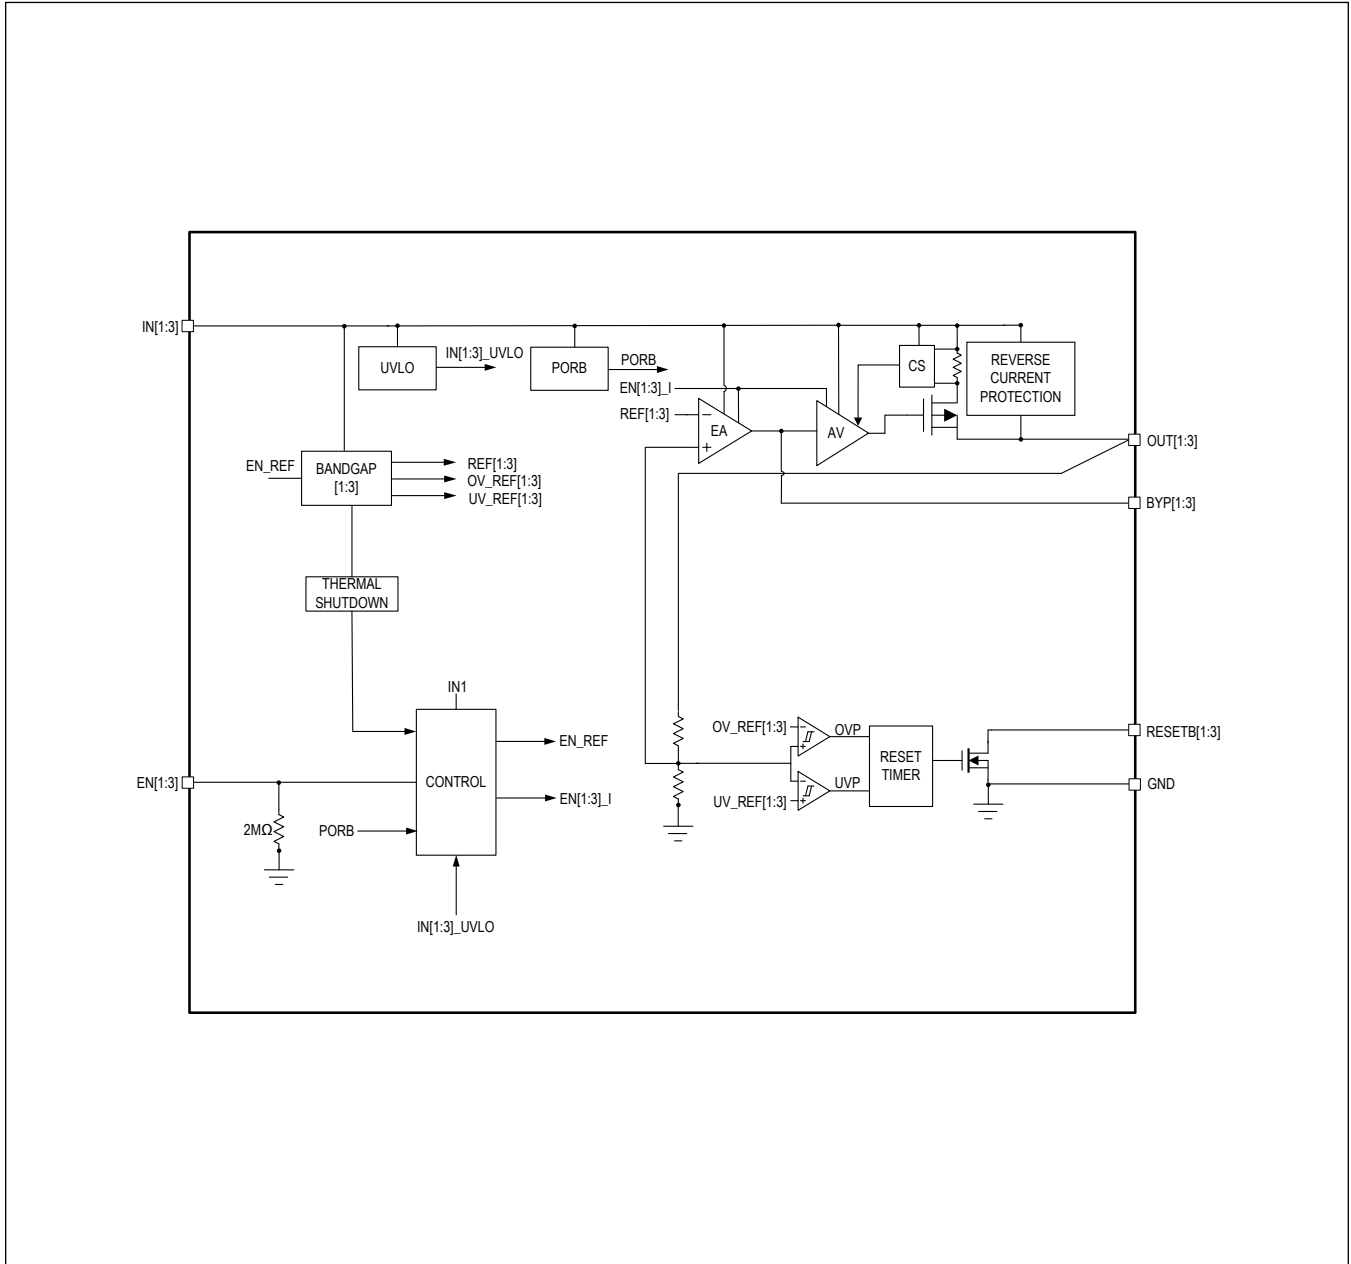 IN[1:3]
UVLO
IN[1:3]_UVLO
PORB
PORB
EN[1:3]_I
REF[1:3]
−
EA
+
AV
CS
REVERSE
CURRENT
PROTECTION
OUT[1:3]
BYP[1:3]
EN_REF
BANDGAP
[1:3]
REF[1:3]
OV_REF[1:3]
UV_REF[1:3]
THERMAL
SHUTDOWN
IN1
CONTROL
EN_REF
EN[1:3]_I
EN[1:3]
2MΩ
PORB
IN[1:3]_UVLO
OV_REF[1:3]
−
+
OVP
UV_REF[1:3]
−
+
UVP
RESET
TIMER
RESETB[1:3]
GND